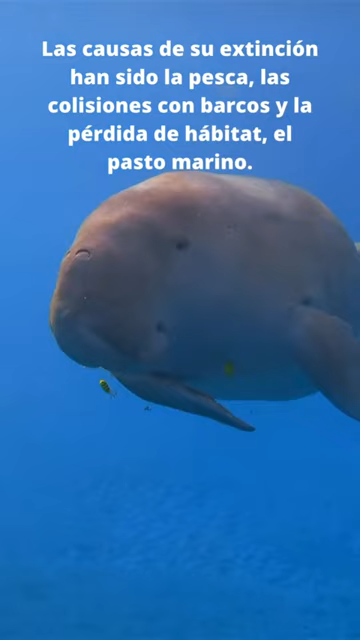 Las causas de su extinción
han sido la pesca, las
colisiones con barcos y la
pérdida de hábitat, el
pasto marino.